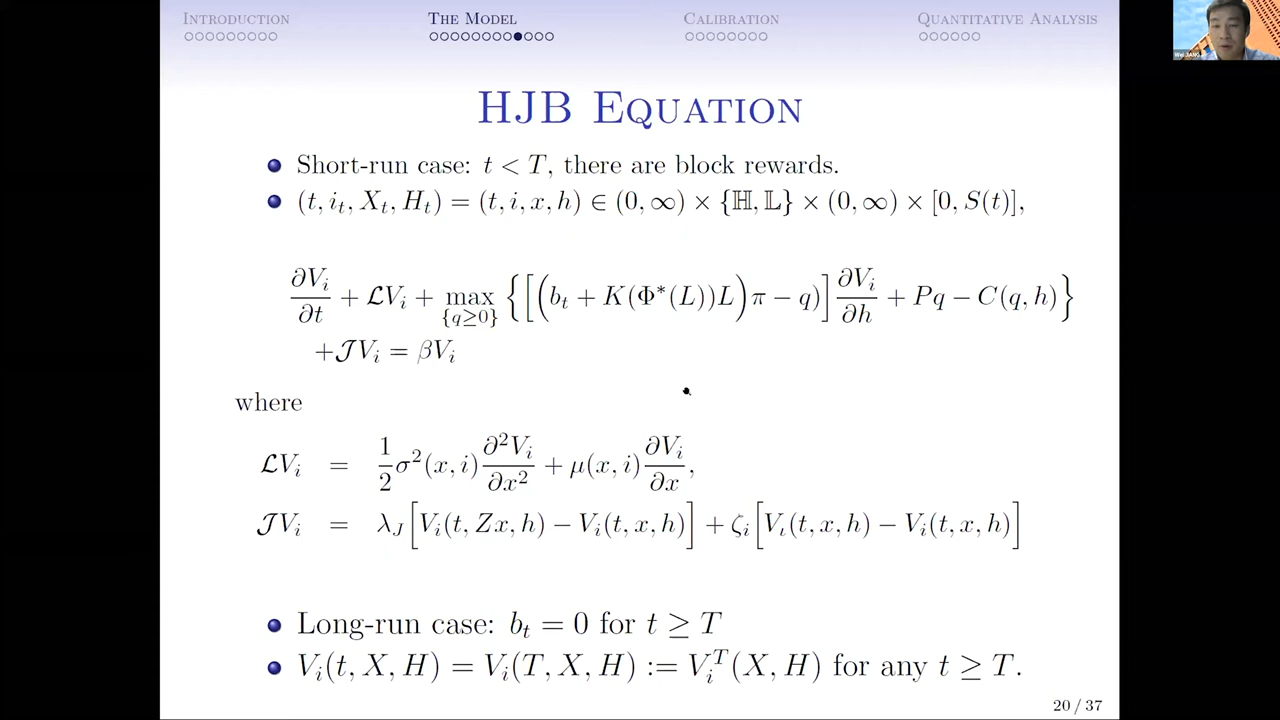 INTRODUCTION THE MODEL CALIBRATION QUANTITATIVE ANALYSIS
Wei JIANG
HJB EQUATION
Short-run case: t < T, there are block rewards.
(t, i_t, X_t, H_t) = (t, i, x, h) ∈ (0, ∞) × {ℍ, 𝕃} × (0, ∞) × [0, S(t)],
∂V_i/∂t + ℒV_i + max_{q≥0} {[(b_t + K(Φ*(L))L)π − q)] ∂V_i/∂h + Pq − C(q, h)}
+𝒥V_i = βV_i
where
ℒV_i = 1/2 σ²(x, i) ∂²V_i/∂x² + μ(x, i) ∂V_i/∂x,
𝒥V_i = λ_J [V_i(t, Zx, h) − V_i(t, x, h)] + ζ_i [V_ι(t, x, h) − V_i(t, x, h)]
Long-run case: b_t = 0 for t ≥ T
V_i(t, X, H) = V_i(T, X, H) := V_i^T(X, H) for any t ≥ T.
20 / 37